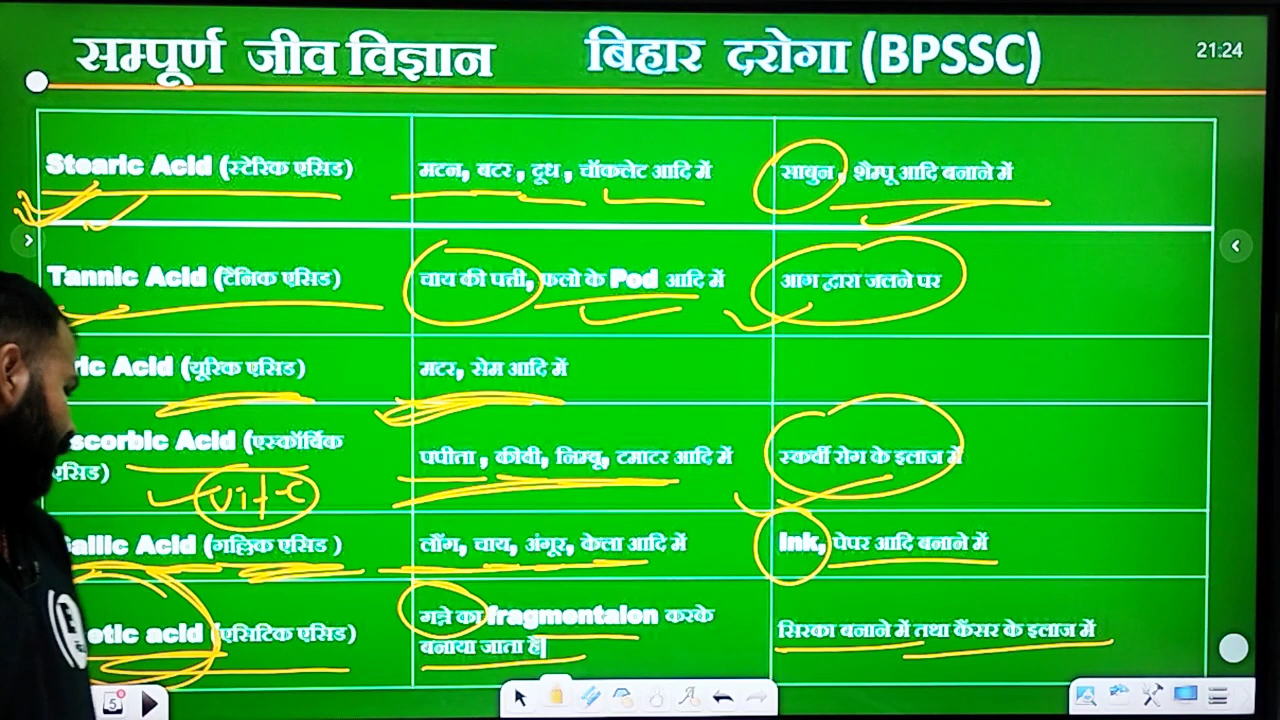 सम्पूर्ण जीव विज्ञान बिहार दरोगा (BPSSC)
21:24
Stearic Acid (स्टेरिक एसिड) मटन, बटर, दूध, चॉकलेट आदि में साबुन, शैम्पू आदि बनाने में
Tannic Acid (टैनिक एसिड) चाय की पत्ती, फलो के Pod आदि में आग द्वारा जलने पर
ric Acid (यूरिक एसिड) मटर, सेम आदि में
scorbic Acid (एस्कॉर्बिक
एसिड) पपीता, कीवी, निम्बू, टमाटर आदि में स्कर्वी रोग के इलाज में
vit-c
Gallic Acid (गलिक एसिड) लौंग, चाय, अंगूर, केला आदि में Ink, पेपर आदि बनाने में
etic acid (एसिटिक एसिड) गन्ने का fragmentaion करके
बनाया जाता है| सिरका बनाने में तथा कैंसर के इलाज में
5